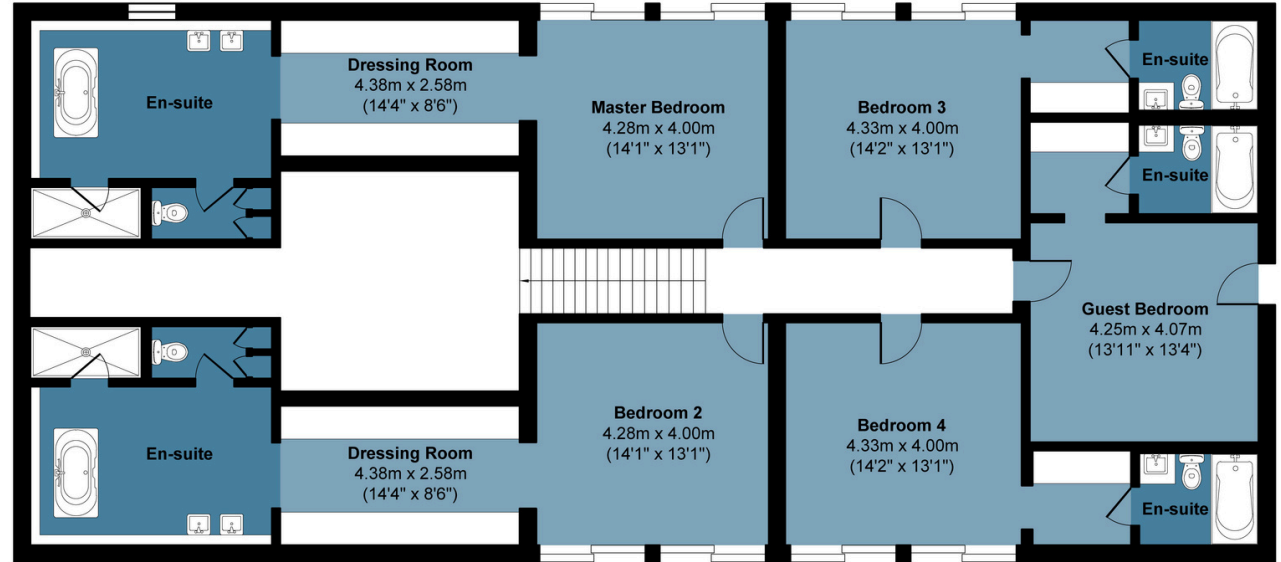 En-suite
Dressing Room
4.38m x 2.58m
(14'4" x 8'6")
Master Bedroom
4.28m x 4.00m
(14'1" x 13'1")
Bedroom 3
4.33m x 4.00m
(14'2" x 13'1")
En-suite
En-suite
Guest Bedroom
4.25m x 4.07m
(13'11" x 13'4")
En-suite
Dressing Room
4.38m x 2.58m
(14'4" x 8'6")
Bedroom 2
4.28m x 4.00m
(14'1" x 13'1")
Bedroom 4
4.33m x 4.00m
(14'2" x 13'1")
En-suite